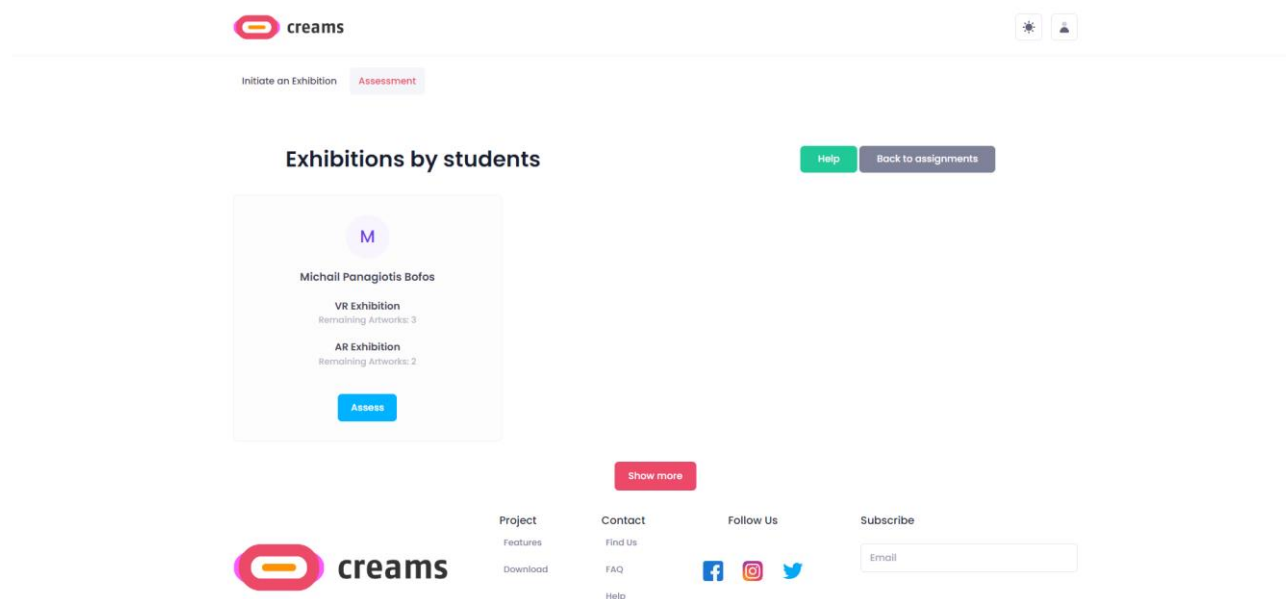 creams
Initiate an Exhibition Assessment
Exhibitions by students
Help Back to assignments
M
Michail Panagiotis Bofos
VR Exhibition
Remaining Artworks: 3
AR Exhibition
Remaining Artworks: 2
Assess
Show more
Project Contact Follow Us Subscribe
Features Find Us
Email
creams
Download FAQ
Help